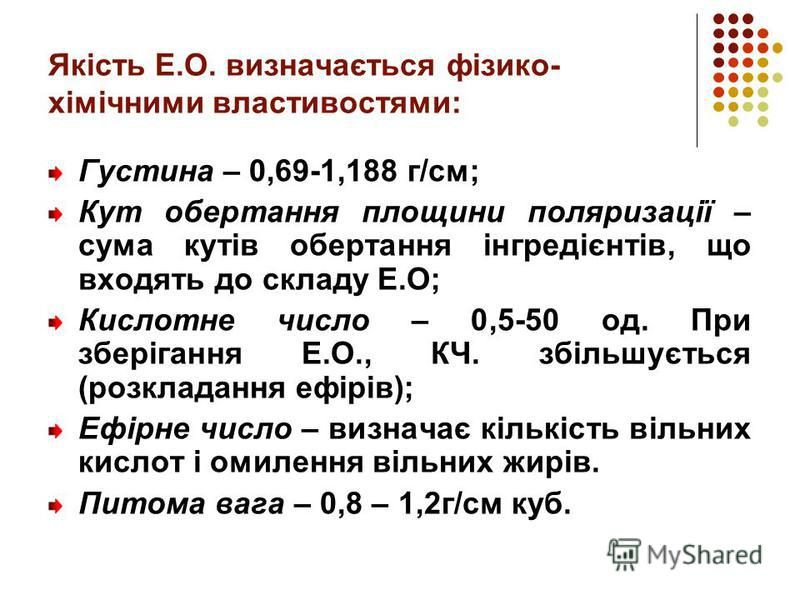 Якість Е.О. визначається фізико-
хімічними властивостями:
Густина – 0,69-1,188 г/см;
Кут обертання площини поляризації –
сума кутів обертання інгредієнтів, що
входять до складу Е.О;
Кислотне число – 0,5-50 од. При
зберігання Е.О., КЧ. збільшується
(розкладання ефірів);
Ефірне число – визначає кількість вільних
кислот і омилення вільних жирів.
Питома вага – 0,8 – 1,2г/см куб.
MyShared